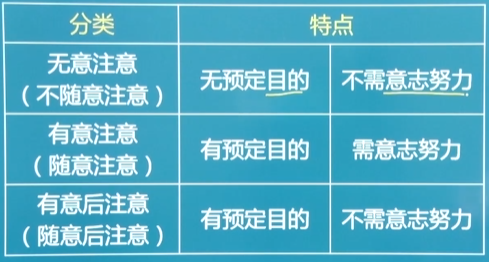 分类 特点
无意注意
（不随意注意） 无预定目的 不需意志努力.
有意注意
（随意注意） 有预定目的 需意志努力
有意后注意
（随意后注意） 有预定目的 不需意志努力